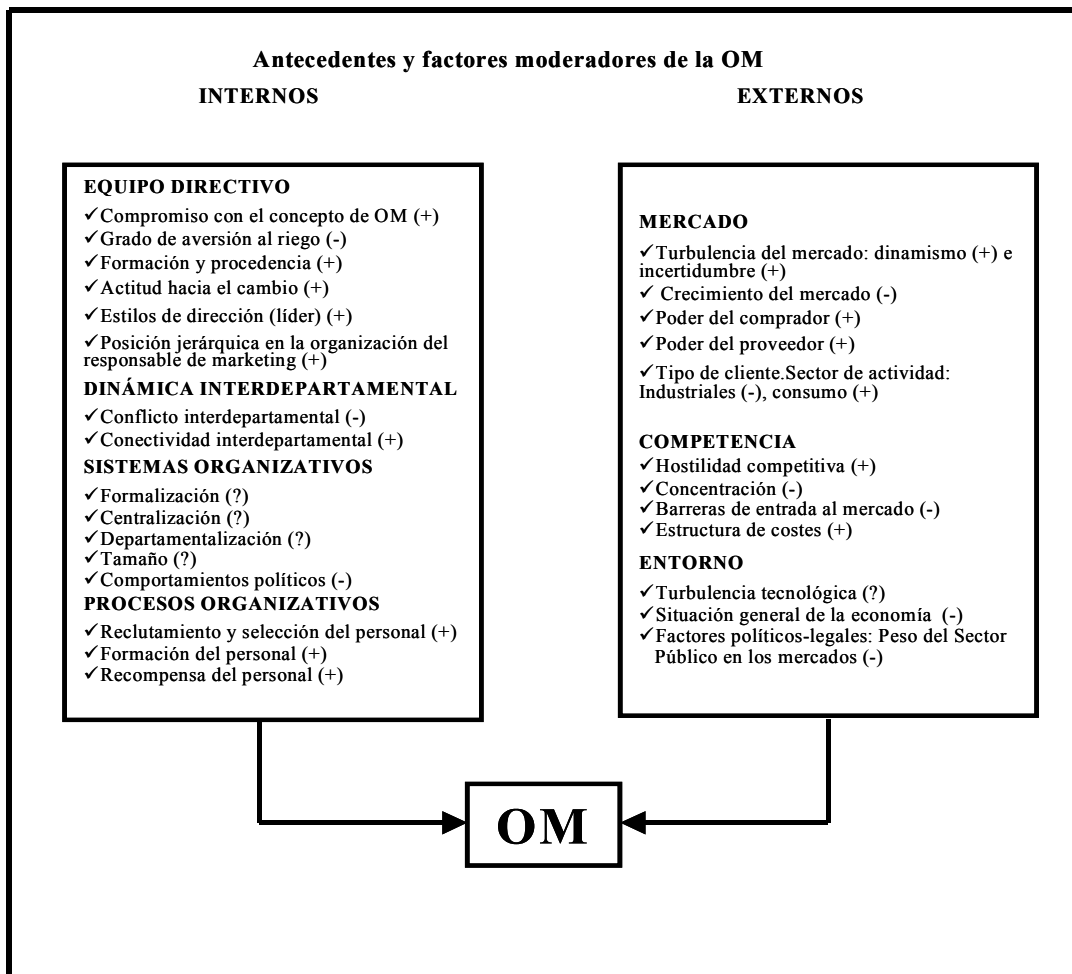 Antecedentes y factores moderadores de la OM
INTERNOS
EXTERNOS
EQUIPO DIRECTIVO
✓Compromiso con el concepto de OM (+)
✓Grado de aversión al riego (-)
✓Formación y procedencia (+)
✓Actitud hacia el cambio (+)
✓Estilos de dirección (líder) (+)
✓Posición jerárquica en la organización del
responsable de marketing (+)
DINÁMICA INTERDEPARTAMENTAL
✓Conflicto interdepartamental (-)
✓Conectividad interdepartamental (+)
SISTEMAS ORGANIZATIVOS
✓Formalización (?)
✓Centralización (?)
✓Departamentalización (?)
✓Tamaño (?)
✓Comportamientos políticos (-)
PROCESOS ORGANIZATIVOS
✓Reclutamiento y selección del personal (+)
✓Formación del personal (+)
✓Recompensa del personal (+)
MERCADO
✓Turbulencia del mercado: dinamismo (+) e
incertidumbre (+)
✓ Crecimiento del mercado (-)
✓Poder del comprador (+)
✓Poder del proveedor (+)
✓Tipo de cliente.Sector de actividad:
Industriales (-), consumo (+)
COMPETENCIA
✓Hostilidad competitiva (+)
✓Concentración (-)
✓Barreras de entrada al mercado (-)
✓Estructura de costes (+)
ENTORNO
✓Turbulencia tecnológica (?)
✓Situación general de la economía (-)
✓Factores políticos-legales: Peso del Sector
Público en los mercados (-)
OM